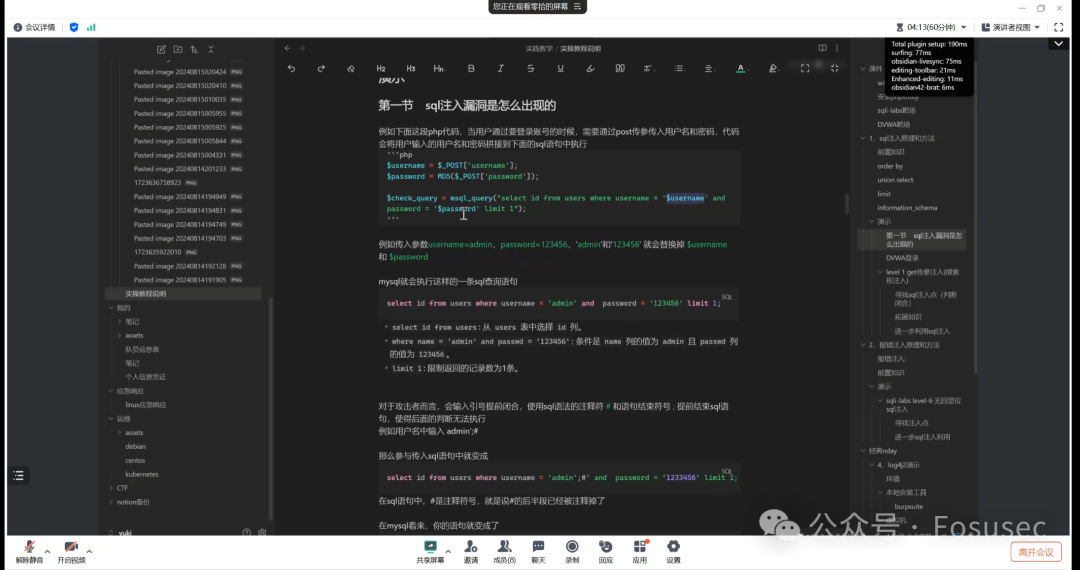 您正在观看零拾的屏幕
会议详情
04:13(60分钟)
演讲者视图
Total plugin setup: 190ms
surfing: 77ms
obsidian-livesync: 75ms
editing-toolbar: 21ms
Enhanced-editing: 11ms
obsidian42-brat: 6ms
Pasted image 20240815020424 PNG
Pasted image 20240815020410 PNG
Pasted image 20240815010035 PNG
Pasted image 20240815005955 PNG
Pasted image 20240815005925 PNG
Pasted image 20240815005844 PNG
Pasted image 20240815004331 PNG
Pasted image 20240814201233 PNG
1723636758923 PNG
Pasted image 20240814194949 PNG
Pasted image 20240814194831 PNG
Pasted image 20240814194749 PNG
Pasted image 20240814194703 PNG
1723635922010 PNG
Pasted image 20240814192128 PNG
Pasted image 20240814191905 PNG
实操教程说明
我的
笔记
assets
队员信息表
笔记
个人信息凭证
应急响应
linux应急响应
运维
assets
debian
centos
kubernetes
CTF
notion备份
yuki
实践教学 / 实操教程说明
演示
第一节 sql注入漏洞是怎么出现的
例如下面这段php代码，当用户通过要登录账号的时候，需要通过post传参传入用户名和密码，代码
会将用户输入的用户名和密码拼接到下面的sql语句中执行
```php
$username = $_POST['username'];
$password = MD5($_POST['password']);
$check_query = msql_query("select id from users where username = '$username' and
password = '$password' limit 1");
```
例如传入参数username=admin，password=123456，'admin'和'123456' 就会替换掉 $username
和 $password
mysql就会执行这样的一条sql查询语句
SQL
select id from users where username = 'admin' and password = '123456' limit 1;
• select id from users：从 users 表中选择 id 列。
• where name = 'admin' and passwd = '123456'：条件是 name 列的值为 admin 且 passwd 列
的值为 123456 。
• limit 1：限制返回的记录数为1条。
对于攻击者而言，会输入引号提前闭合，使用sql语法的注释符 # 和语句结束符号 ; 提前结束sql语
句，使得后面的判断无法执行
例如用户名中输入 admin';#
那么参与传入sql语句中就变成
SQL
select id from users where username = 'admin';#' and password = '1233456' limit 1;
在sql语句中，#是注释符号，就是说#的后半段已经被注释掉了
在mysql看来，你的语句就变成了
课件
sqli-labs靶场
DVWA靶场
1、sql注入原理和方法
前置知识
order by
union select
limit
information_schema
演示
第一节 sql注入漏洞是怎
么出现的
DVWA登录
level 1 get传参注入(搜索
形注入)
寻找sql注入点（判断
闭合）
拓展知识
进一步利用sql注入
2、报错注入原理和方法
报错注入:
前置知识
演示
sqli-labs level-6 无回显位
sql注入
寻找注入点
进一步sql注入利用
经典nday
4、log4j2演示
环境
本地安装工具
burpsuite
公众号 · Fosusec
解除静音
开启视频
共享屏幕
邀请
成员(8)
聊天
录制
回应
应用
设置
离开会议